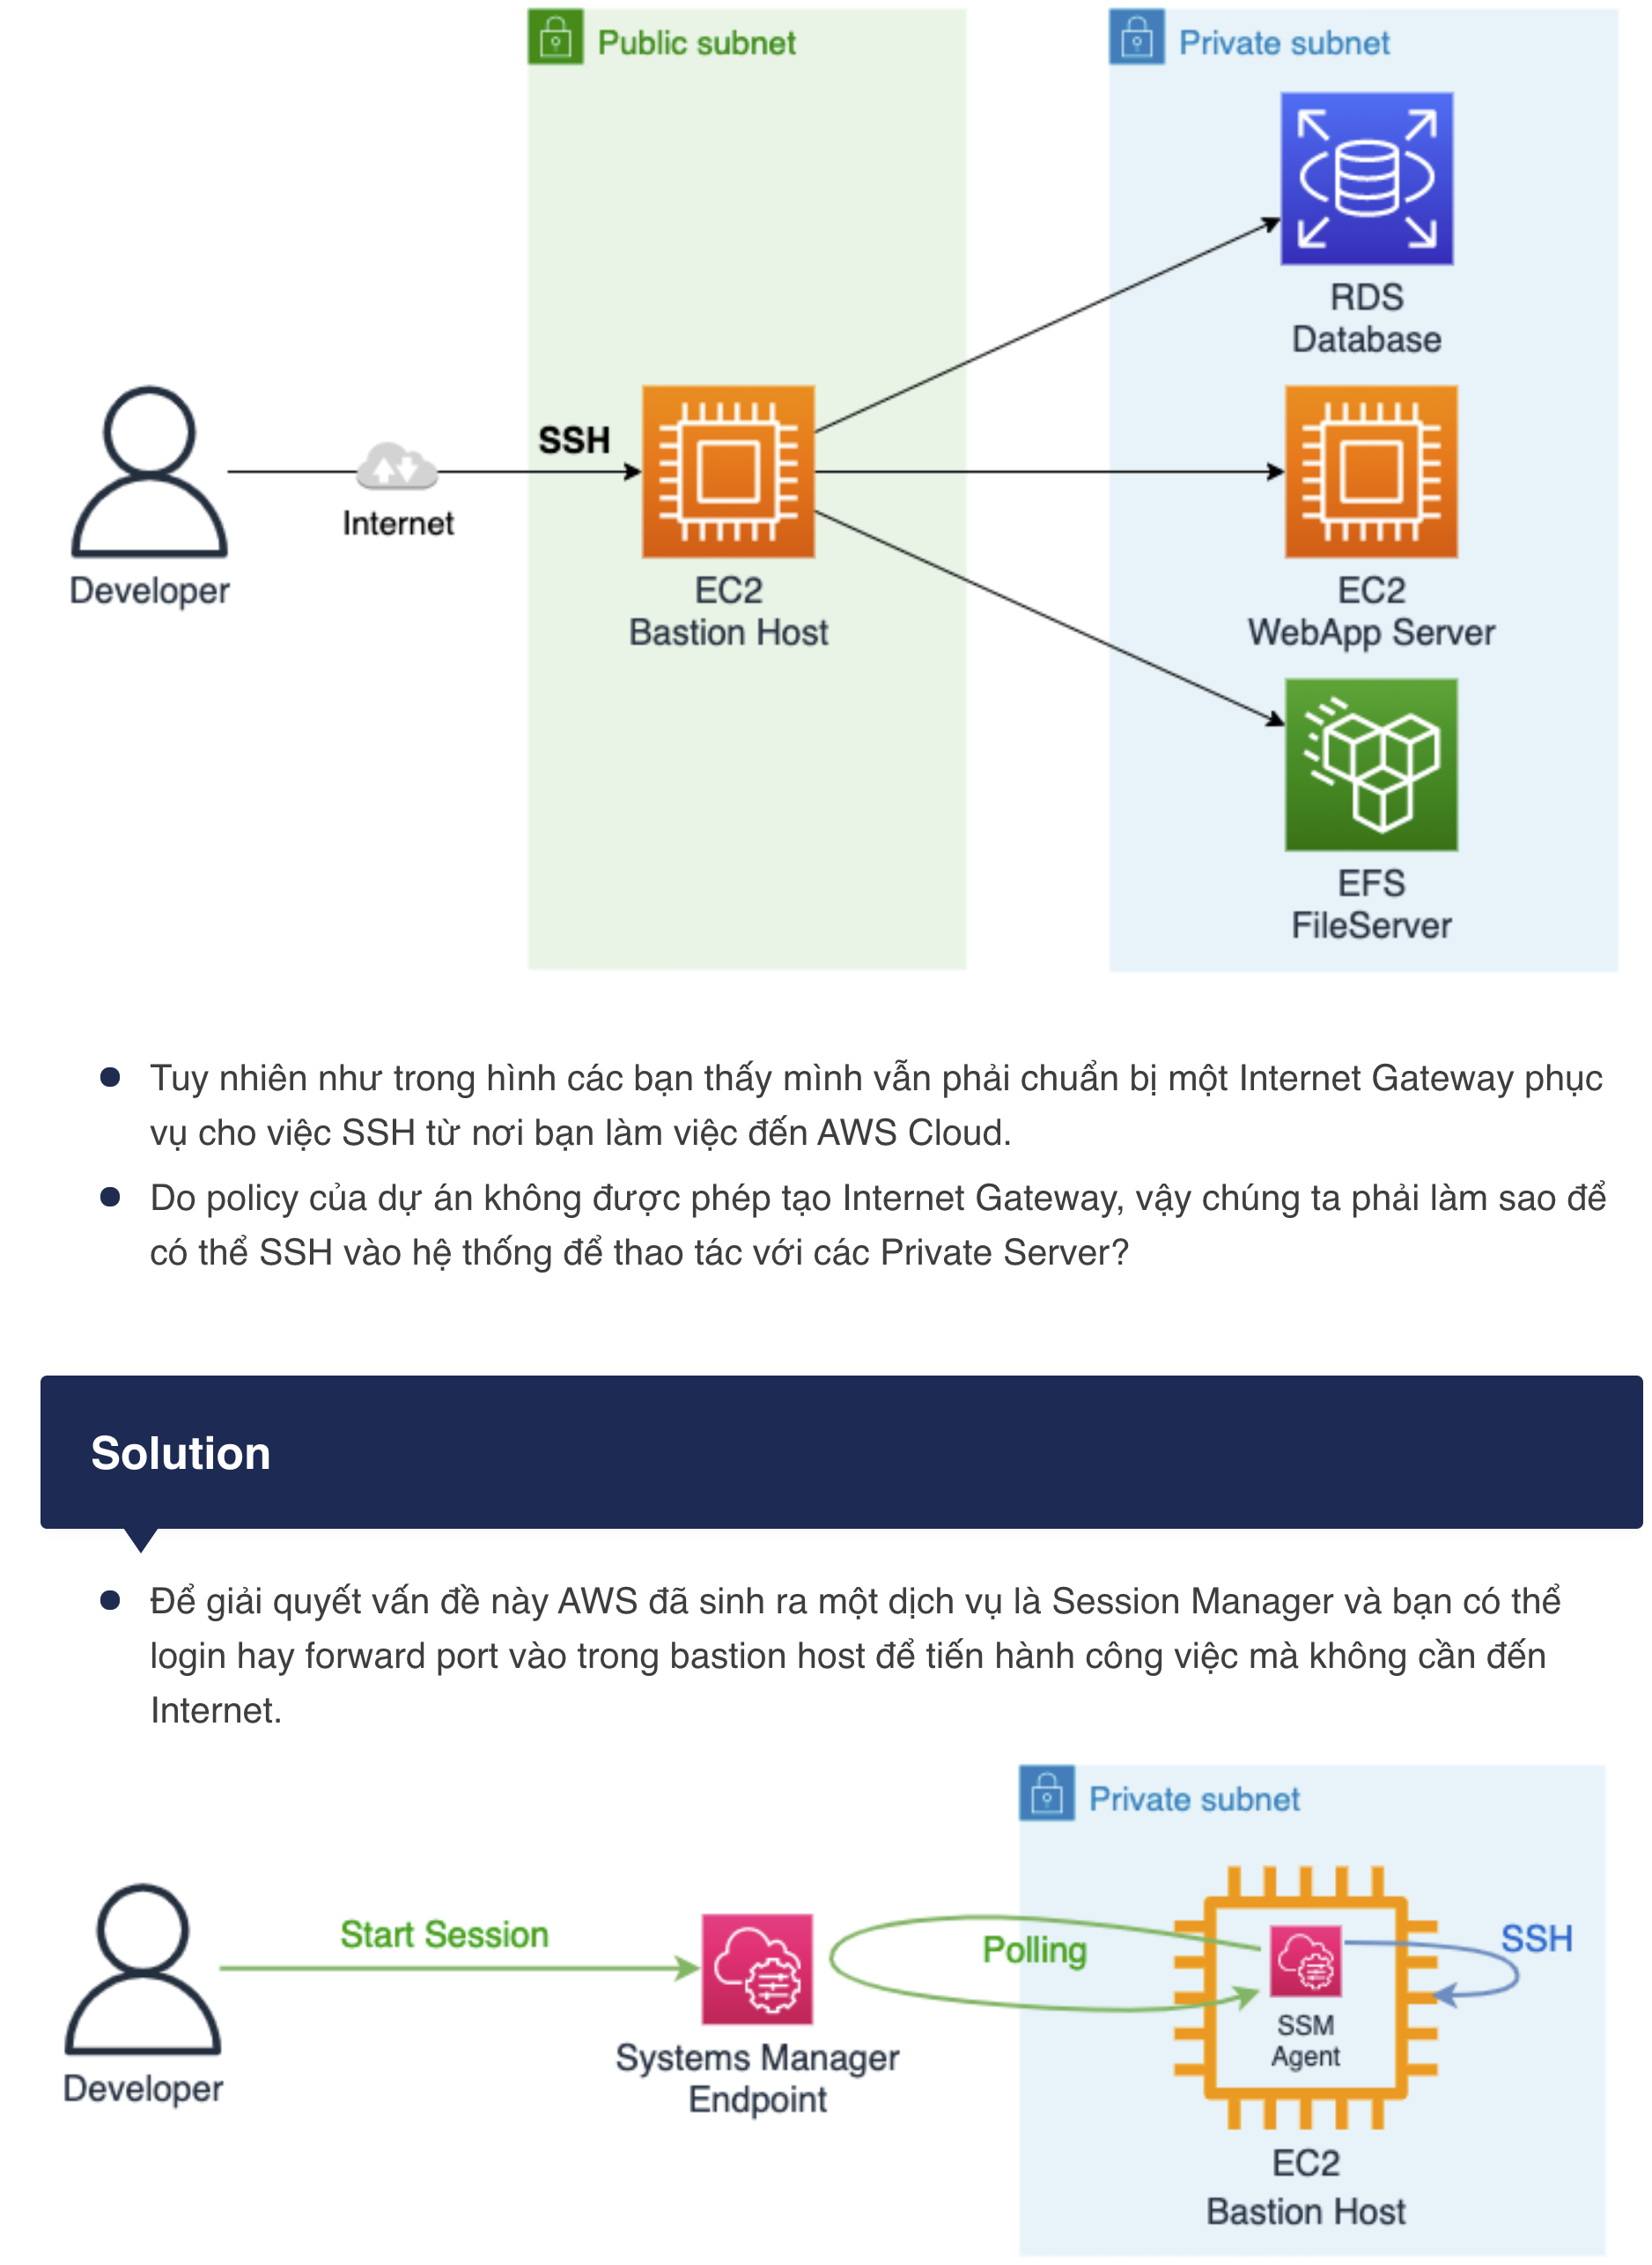 Public subnet
Private subnet
RDS
Database
SSH
Internet
Developer
EC2
Bastion Host
EC2
WebApp Server
EFS
FileServer
Tuy nhiên như trong hình các bạn thấy mình vẫn phải chuẩn bị một Internet Gateway phục
vụ cho việc SSH từ nơi bạn làm việc đến AWS Cloud.
Do policy của dự án không được phép tạo Internet Gateway, vậy chúng ta phải làm sao để
có thể SSH vào hệ thống để thao tác với các Private Server?
Solution
Để giải quyết vấn đề này AWS đã sinh ra một dịch vụ là Session Manager và bạn có thể
login hay forward port vào trong bastion host để tiến hành công việc mà không cần đến
Internet.
Private subnet
Start Session
Polling
SSH
SSM
Agent
Systems Manager
Endpoint
Developer
EC2
Bastion Host